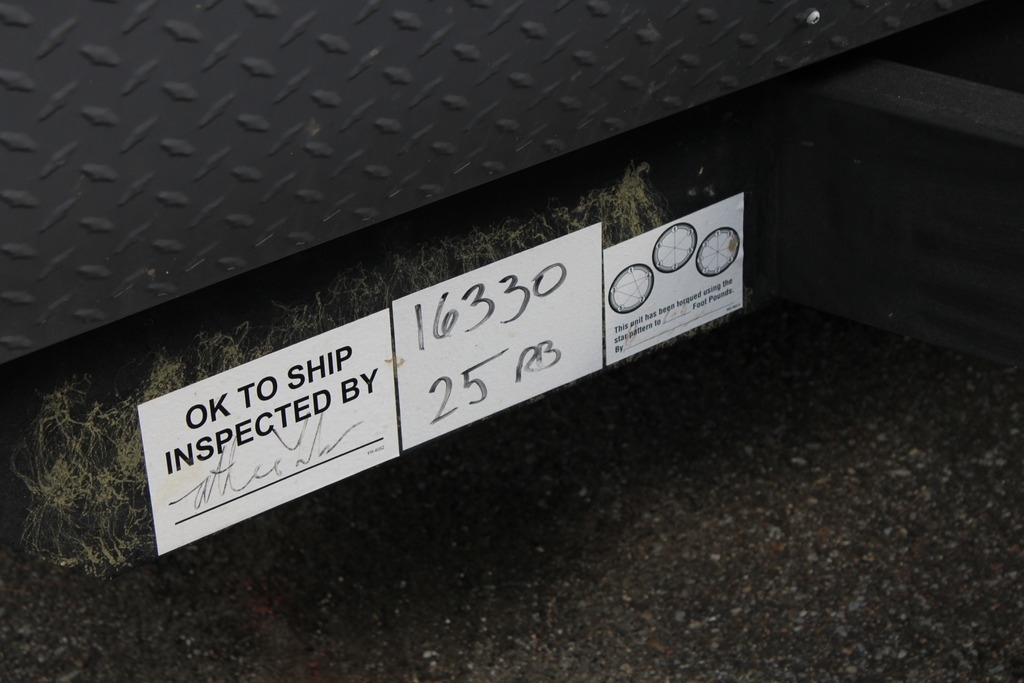 OK TO SHIP
INSPECTED BY
16330
25 RB
This unit has been torqued using the
star pattern to Foot Pounds.
By